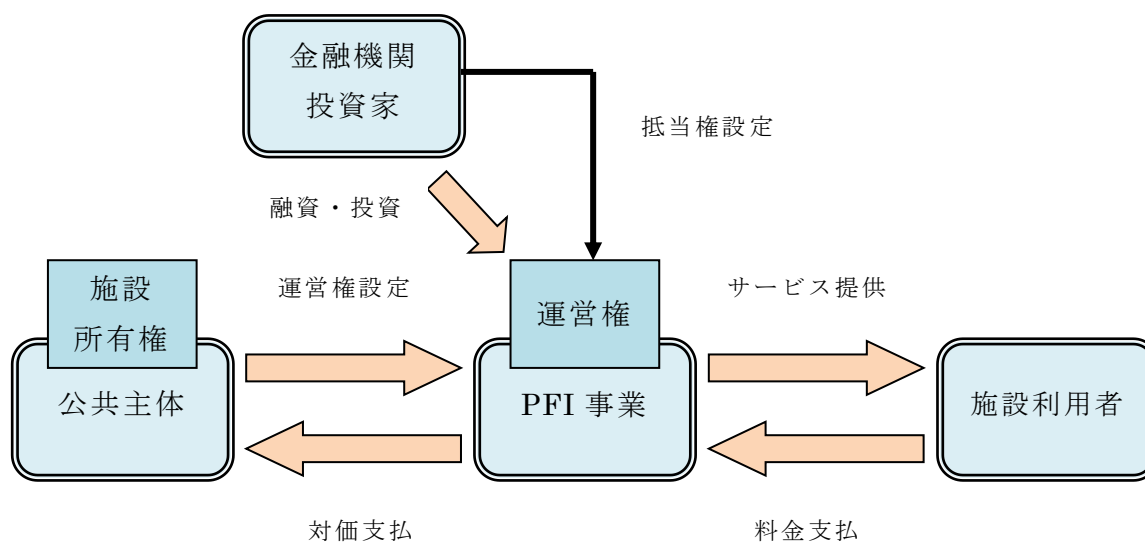 金融機関
投資家
抵当権設定
融資・投資
施設
所有権
運営権設定
運営権
サービス提供
公共主体
PFI 事業
施設利用者
対価支払
料金支払